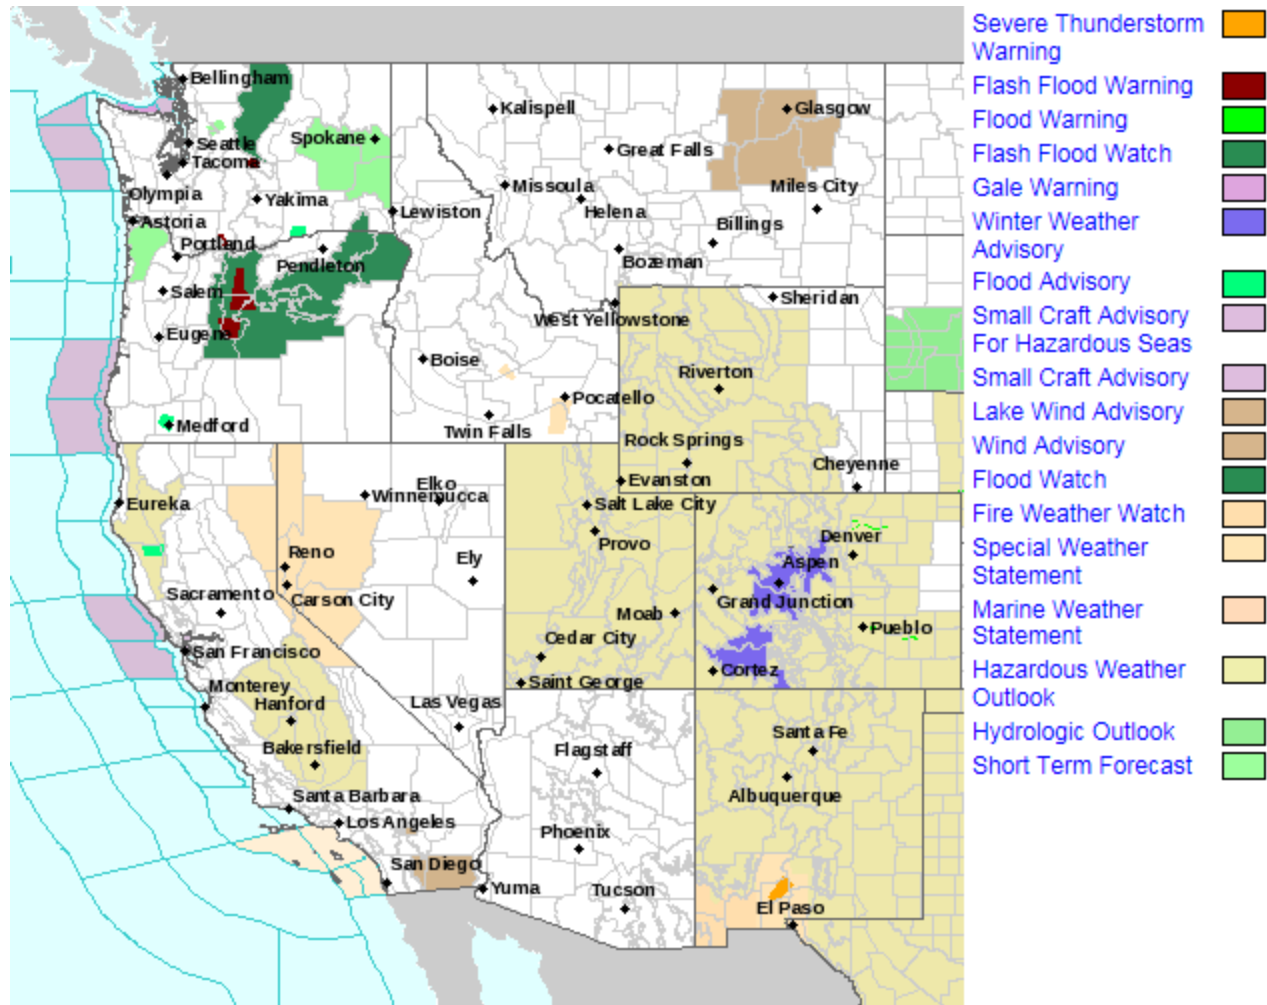 Severe Thunderstorm
Warning
Flash Flood Warning
Flood Warning
Flash Flood Watch
Gale Warning
Winter Weather
Advisory
Flood Advisory
Small Craft Advisory
For Hazardous Seas
Small Craft Advisory
Lake Wind Advisory
Wind Advisory
Flood Watch
Fire Weather Watch
Special Weather
Statement
Marine Weather
Statement
Hazardous Weather
Outlook
Hydrologic Outlook
Short Term Forecast
Bellingham
Kalispell
Glasgow
Seattle
Spokane
Great Falls
Tacoma
Olympia
Missoula
Miles City
Yakima
Helena
Lewiston
Astoria
Billings
Portland
Pendleton
Bozeman
Salem
Sheridan
West Yellowstone
Eugene
Boise
Riverton
Pocatello
Medford
Twin Falls
Rock Springs
Cheyenne
Evanston
Elko
Winnemucca
Eureka
Salt Lake City
Provo
Denver
Reno
Ely
Aspen
Sacramento
Carson City
Grand Junction
Moab
Pueblo
Cedar City
San Francisco
Cortez
Saint George
Monterey
Hanford
Las Vegas
Santa Fe
Bakersfield
Flagstaff
Albuquerque
Santa Barbara
Los Angeles
Phoenix
San Diego
Yuma
Tucson
El Paso